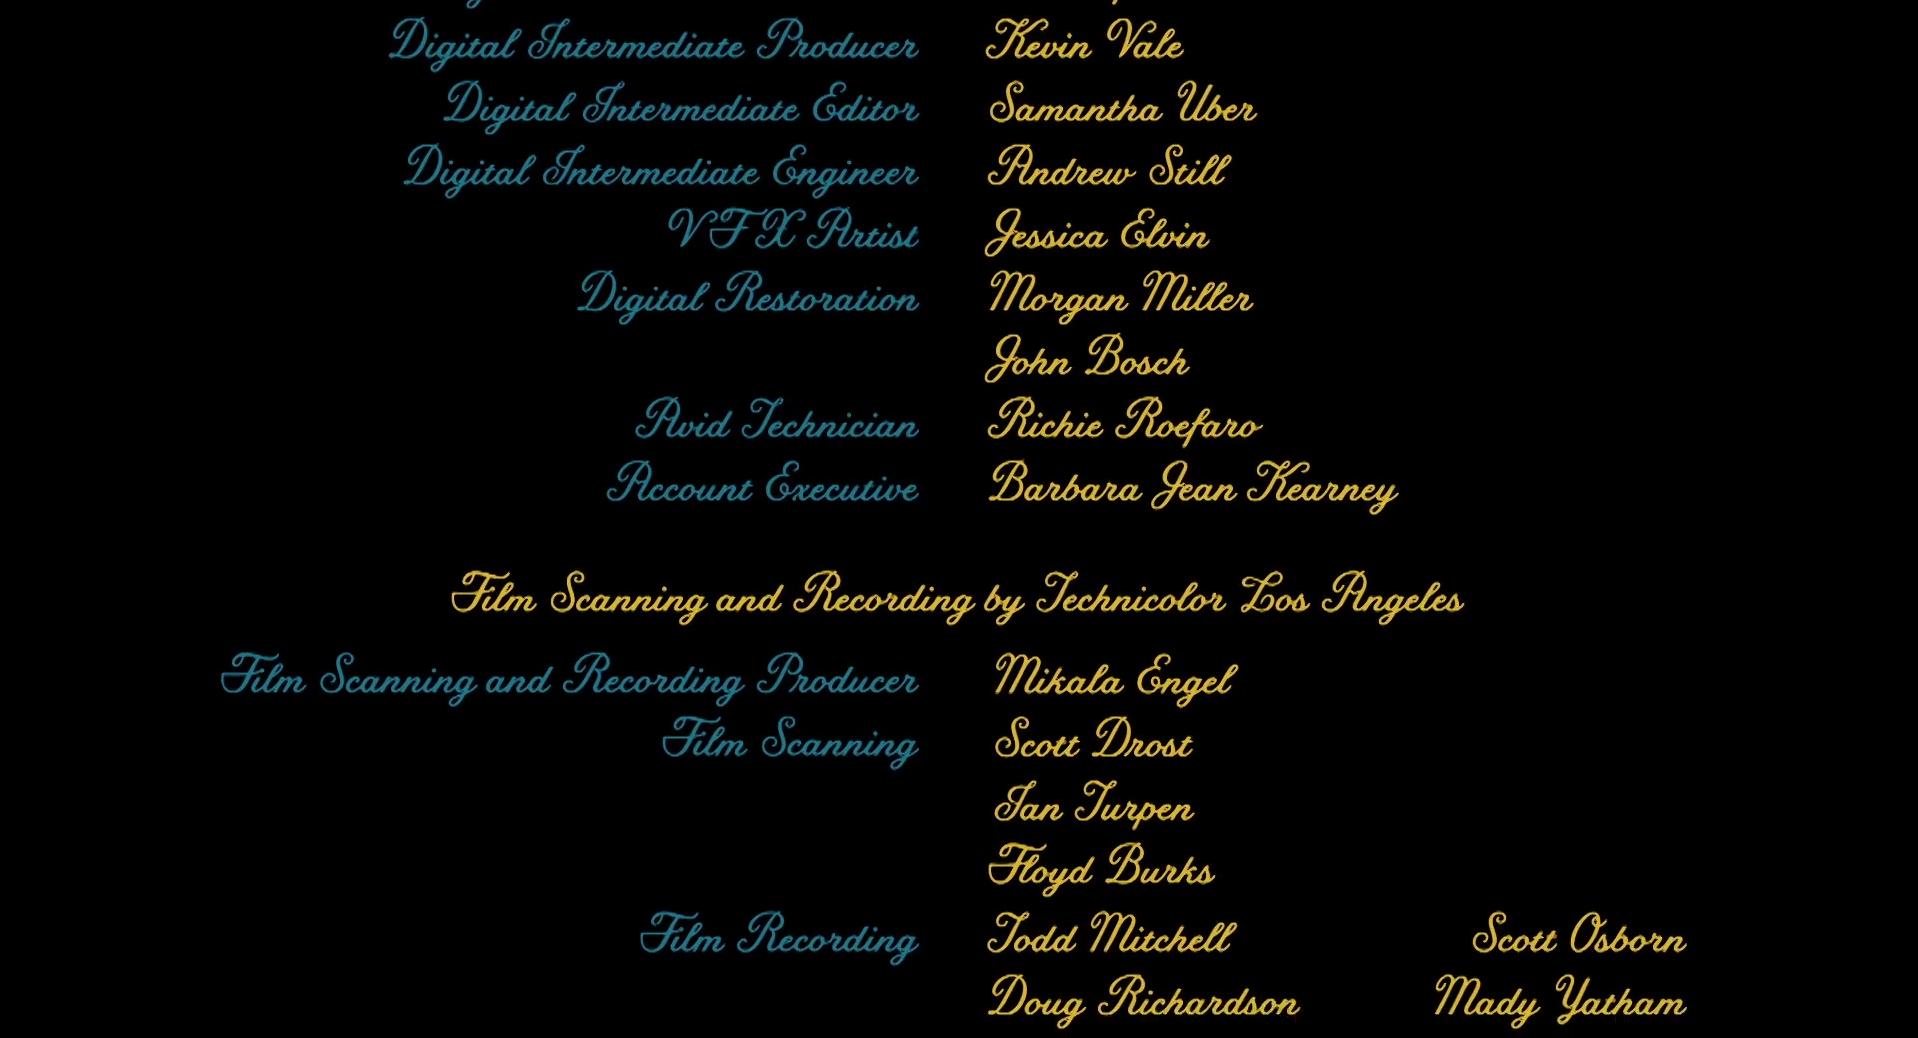 Digital Intermediate Producer Kevin Vale
Digital Intermediate Editor Samantha Uber
Digital Intermediate Engineer Andrew Still
VFX Artist Jessica Elvin
Digital Restoration Morgan Miller
John Bosch
Avid Technician Richie Roefaro
Account Executive Barbara Jean Kearney
Film Scanning and Recording by Technicolor Los Angeles
Film Scanning and Recording Producer Mikala Engel
Film Scanning Scott Drost
Ian Turpen
Floyd Burks
Film Recording Todd Mitchell Scott Osborn
Doug Richardson Mady Yatham